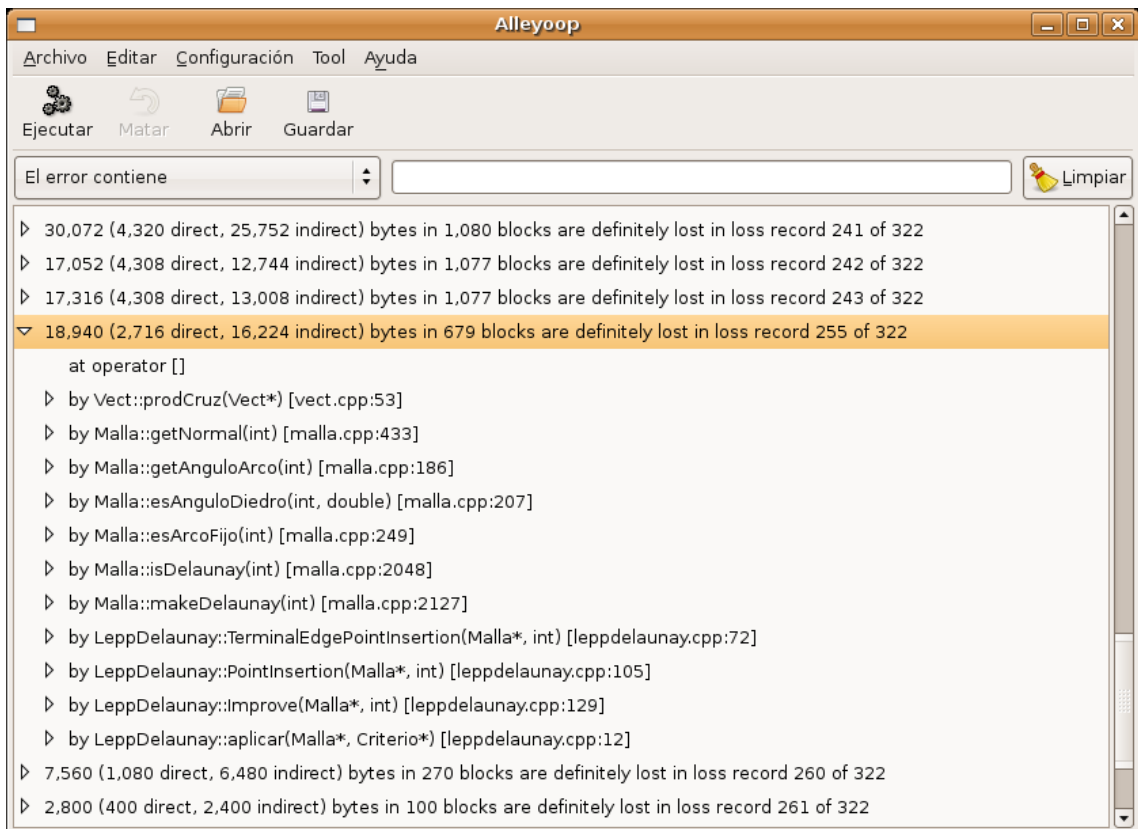 Alleyoop
Archivo Editar Configuración Tool Ayuda
Ejecutar Matar Abrir Guardar
El error contiene Limpiar
30,072 (4,320 direct, 25,752 indirect) bytes in 1,080 blocks are definitely lost in loss record 241 of 322
17,052 (4,308 direct, 12,744 indirect) bytes in 1,077 blocks are definitely lost in loss record 242 of 322
17,316 (4,308 direct, 13,008 indirect) bytes in 1,077 blocks are definitely lost in loss record 243 of 322
18,940 (2,716 direct, 16,224 indirect) bytes in 679 blocks are definitely lost in loss record 255 of 322
at operator []
by Vect::prodCruz(Vect*) [vect.cpp:53]
by Malla::getNormal(int) [malla.cpp:433]
by Malla::getAnguloArco(int) [malla.cpp:186]
by Malla::esAnguloDiedro(int, double) [malla.cpp:207]
by Malla::esArcoFijo(int) [malla.cpp:249]
by Malla::isDelaunay(int) [malla.cpp:2048]
by Malla::makeDelaunay(int) [malla.cpp:2127]
by LeppDelaunay::TerminalEdgePointInsertion(Malla*, int) [leppdelaunay.cpp:72]
by LeppDelaunay::PointInsertion(Malla*, int) [leppdelaunay.cpp:105]
by LeppDelaunay::Improve(Malla*, int) [leppdelaunay.cpp:129]
by LeppDelaunay::aplicar(Malla*, Criterio*) [leppdelaunay.cpp:12]
7,560 (1,080 direct, 6,480 indirect) bytes in 270 blocks are definitely lost in loss record 260 of 322
2,800 (400 direct, 2,400 indirect) bytes in 100 blocks are definitely lost in loss record 261 of 322